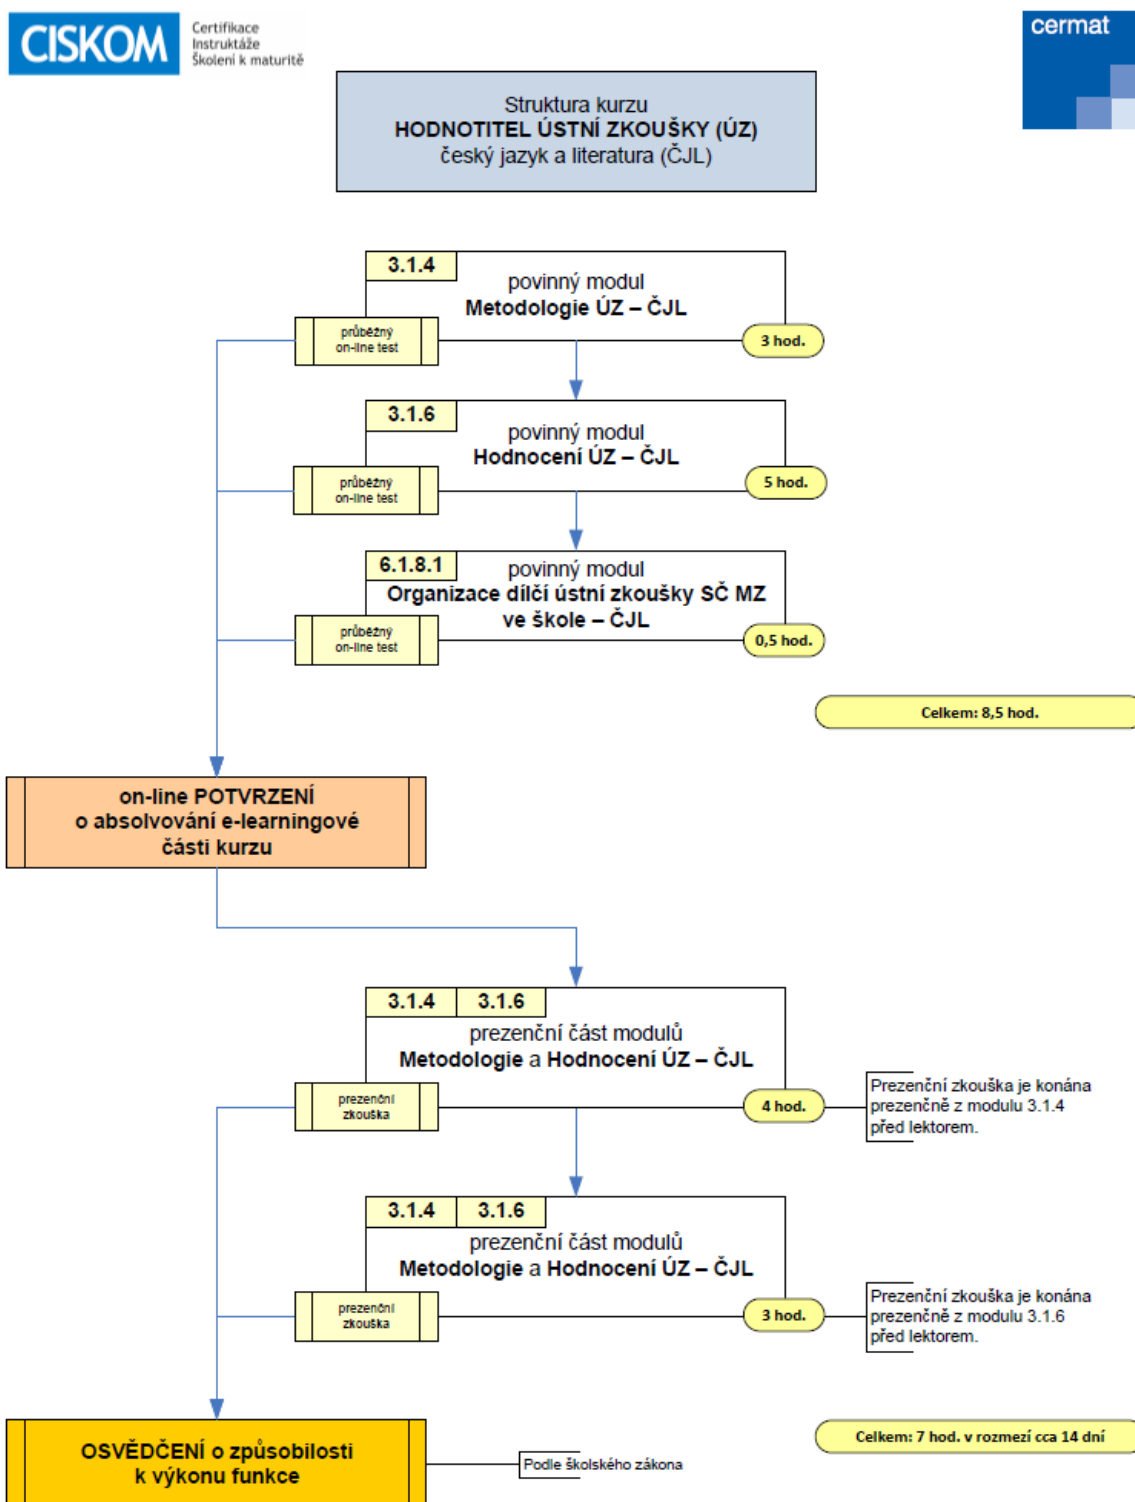 CISKOM
Certifikace
Instruktáže
Školení k maturitě
cermat
Struktura kurzu
HODNOTITEL ÚSTNÍ ZKOUŠKY (ÚZ)
český jazyk a literatura (ČJL)
3.1.4
povinný modul
Metodologie ÚZ – ČJL
průběžný
on-line test
3 hod.
3.1.6
povinný modul
Hodnocení ÚZ – ČJL
průběžný
on-line test
5 hod.
6.1.8.1
povinný modul
Organizace dílčí ústní zkoušky SČ MZ
ve škole – ČJL
průběžný
on-line test
0,5 hod.
Celkem: 8,5 hod.
on-line POTVRZENÍ
o absolvování e-learningové
části kurzu
3.1.4 3.1.6
prezenční část modulů
Metodologie a Hodnocení ÚZ – ČJL
prezenční
zkouška
4 hod.
Prezenční zkouška je konána
prezenčně z modulu 3.1.4
před lektorem.
3.1.4 3.1.6
prezenční část modulů
Metodologie a Hodnocení ÚZ – ČJL
prezenční
zkouška
3 hod.
Prezenční zkouška je konána
prezenčně z modulu 3.1.6
před lektorem.
Celkem: 7 hod. v rozmezí cca 14 dní
OSVĚDČENÍ o způsobilosti
k výkonu funkce
Podle školského zákona